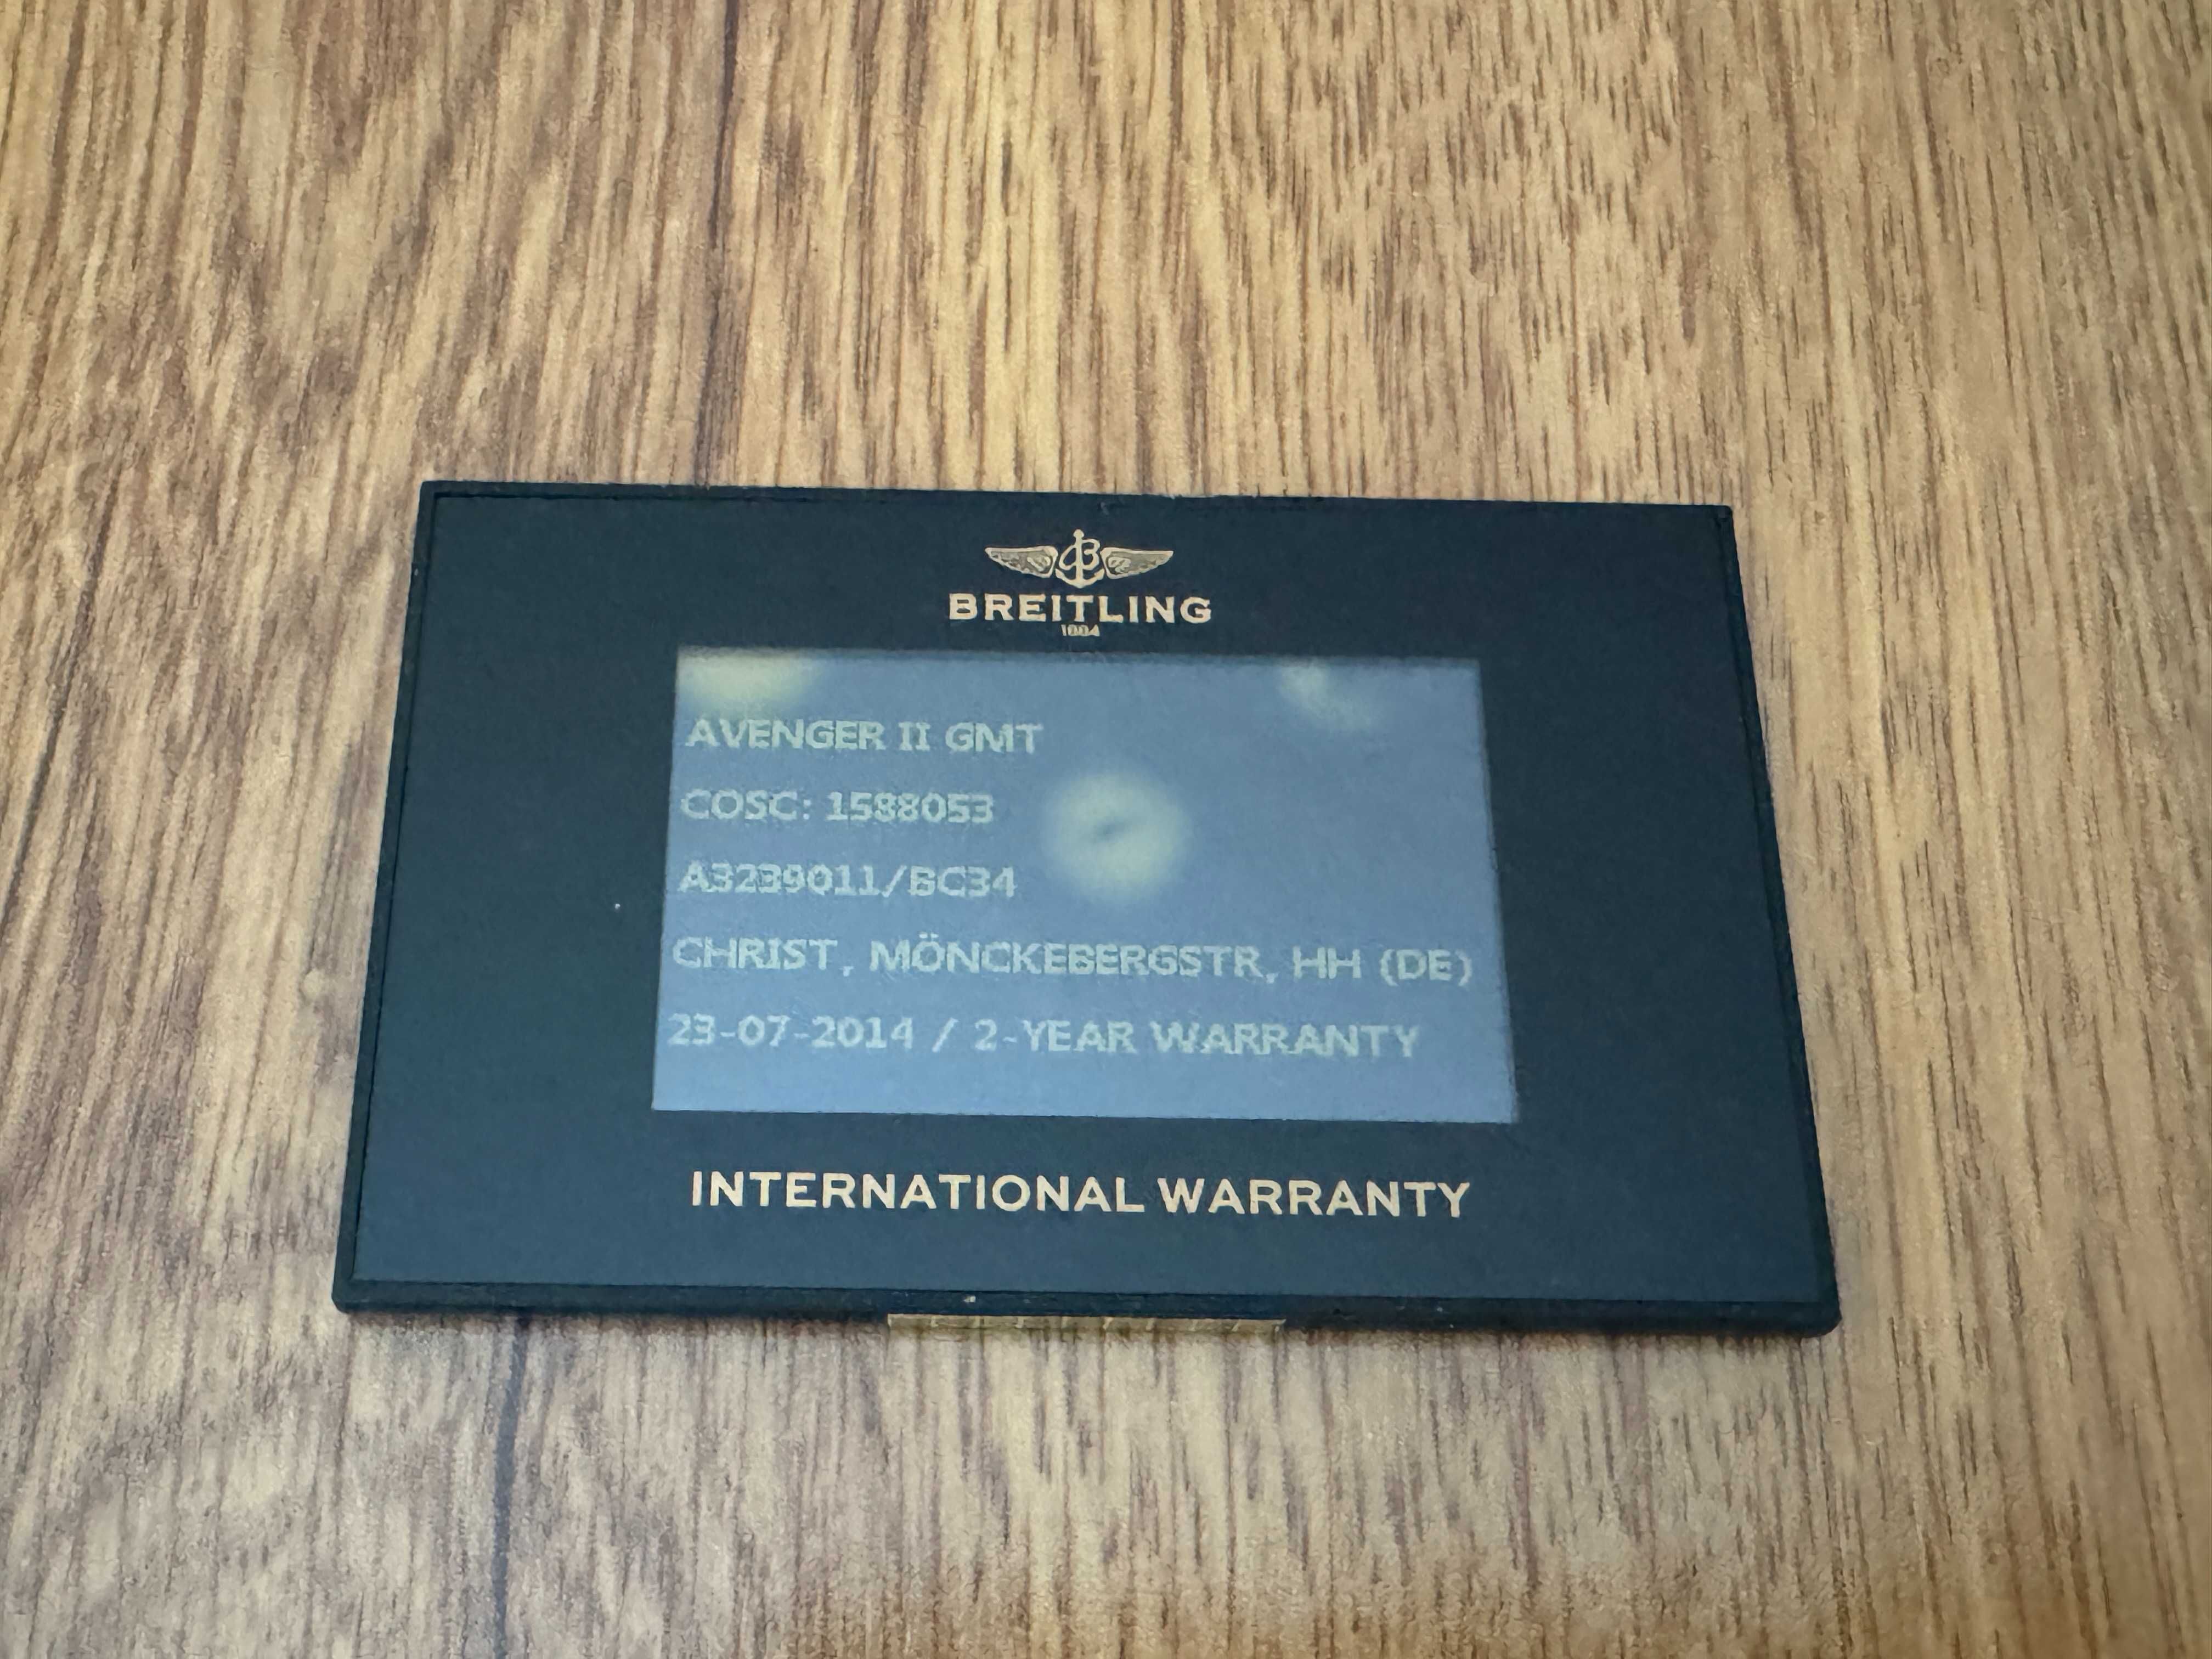 BREITLING
1884
AVENGER II GMT
COSC: 1588053
A3239011/BC34
CHRIST, MÖNCKEBERGSTR, HH (DE)
23-07-2014 / 2-YEAR WARRANTY
INTERNATIONAL WARRANTY